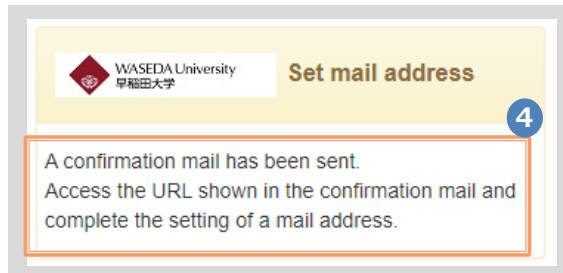 WASEDA University
早稲田大学
Set mail address
4
A confirmation mail has been sent.
Access the URL shown in the confirmation mail and
complete the setting of a mail address.